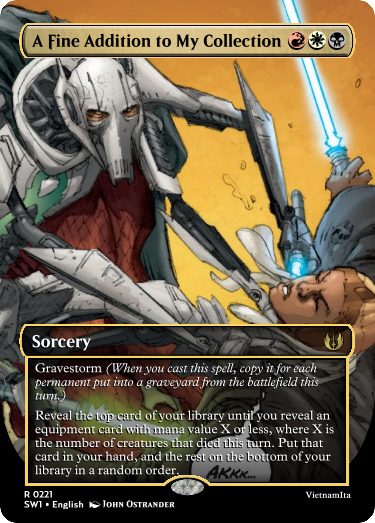 A Fine Addition to My Collection
Sorcery
Gravestorm (When you cast this spell, copy it for each
permanent put into a graveyard from the battlefield this
turn.)
Reveal the top card of your library until you reveal an
equipment card with mana value X or less, where X is
the number of creatures that died this turn. Put that
card in your hand, and the rest on the bottom of your
library in a random order.
AKKK...
R 0221
SW1 • English John Ostrander
VietnamIta